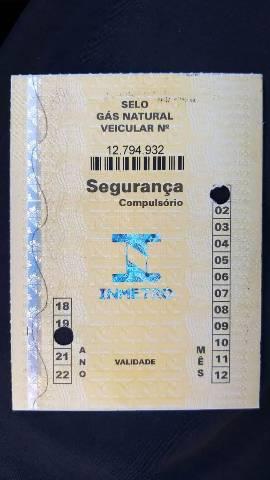 SELO
GÁS NATURAL
VEICULAR Nº
12.794.932
Segurança
Compulsório
02
03
04
05
06
07
08
09
10
11
12
MÊS
INMETRO
18
19
21
22
ANO
VALIDADE